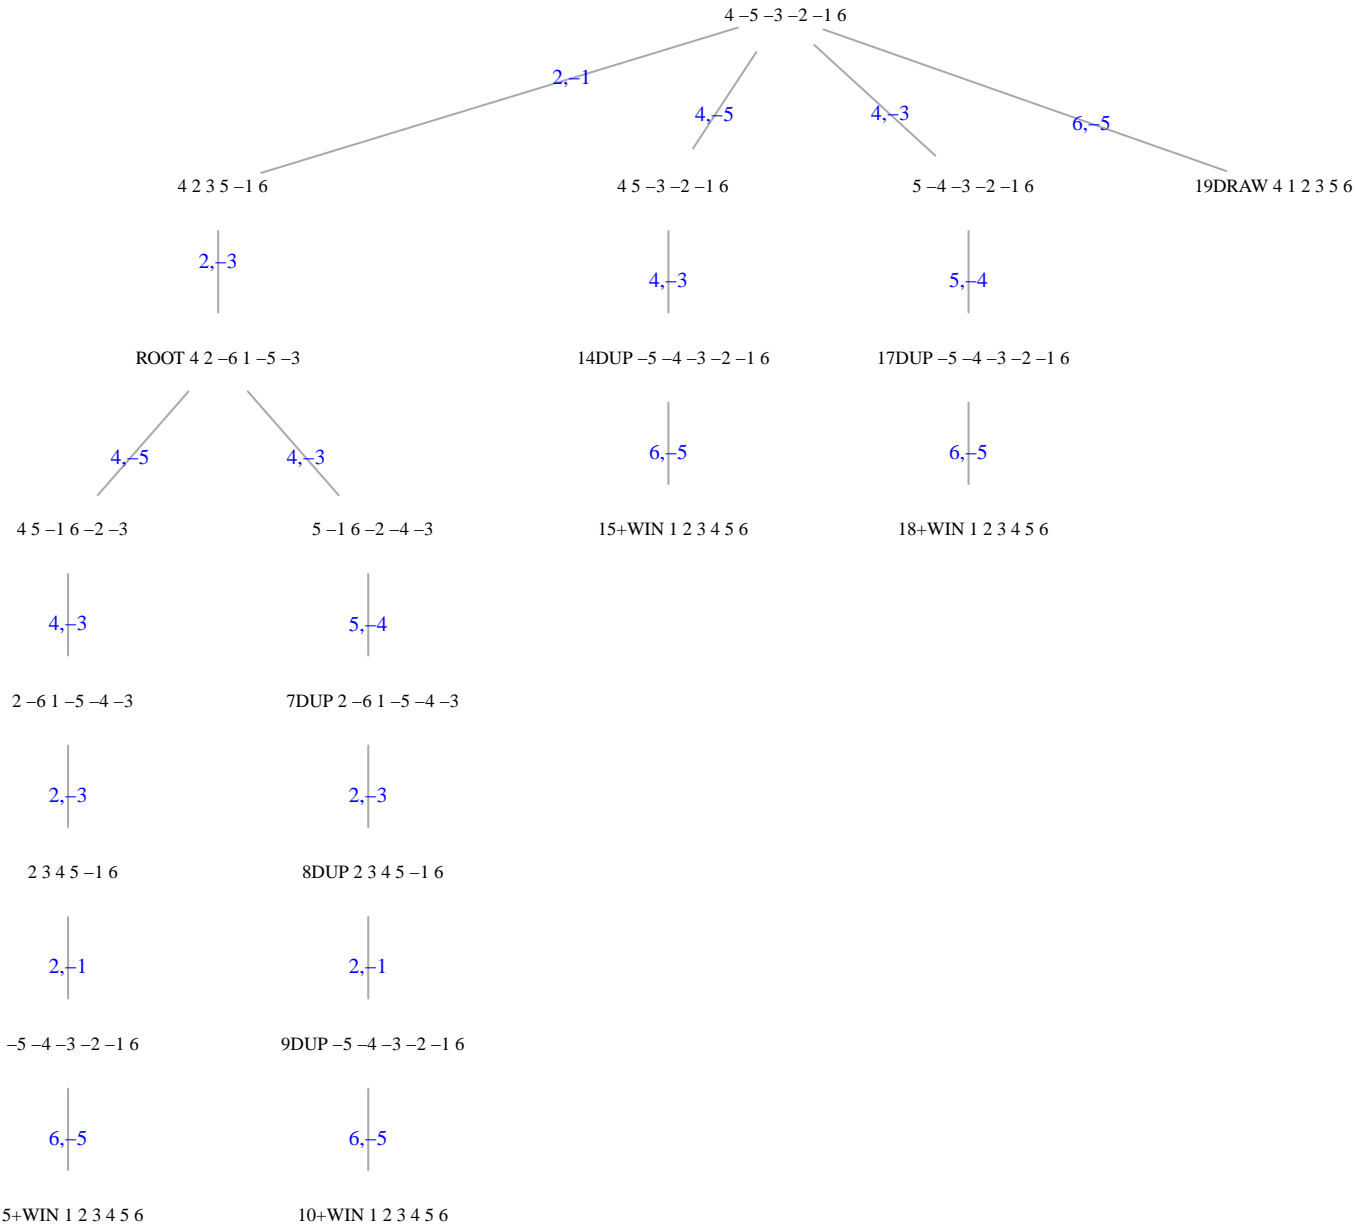 4 –5 –3 –2 –1 6
2,–1
4,–5
4,–3
6,–5
4 2 3 5 –1 6
4 5 –3 –2 –1 6
5 –4 –3 –2 –1 6
19DRAW 4 1 2 3 5 6
2,–3
4,–3
5,–4
ROOT 4 2 –6 1 –5 –3
14DUP –5 –4 –3 –2 –1 6
17DUP –5 –4 –3 –2 –1 6
4,–5
4,–3
6,–5
6,–5
4 5 –1 6 –2 –3
5 –1 6 –2 –4 –3
15+WIN 1 2 3 4 5 6
18+WIN 1 2 3 4 5 6
4,–3
5,–4
2 –6 1 –5 –4 –3
7DUP 2 –6 1 –5 –4 –3
2,–3
2,–3
2 3 4 5 –1 6
8DUP 2 3 4 5 –1 6
2,–1
2,–1
–5 –4 –3 –2 –1 6
9DUP –5 –4 –3 –2 –1 6
6,–5
6,–5
5+WIN 1 2 3 4 5 6
10+WIN 1 2 3 4 5 6